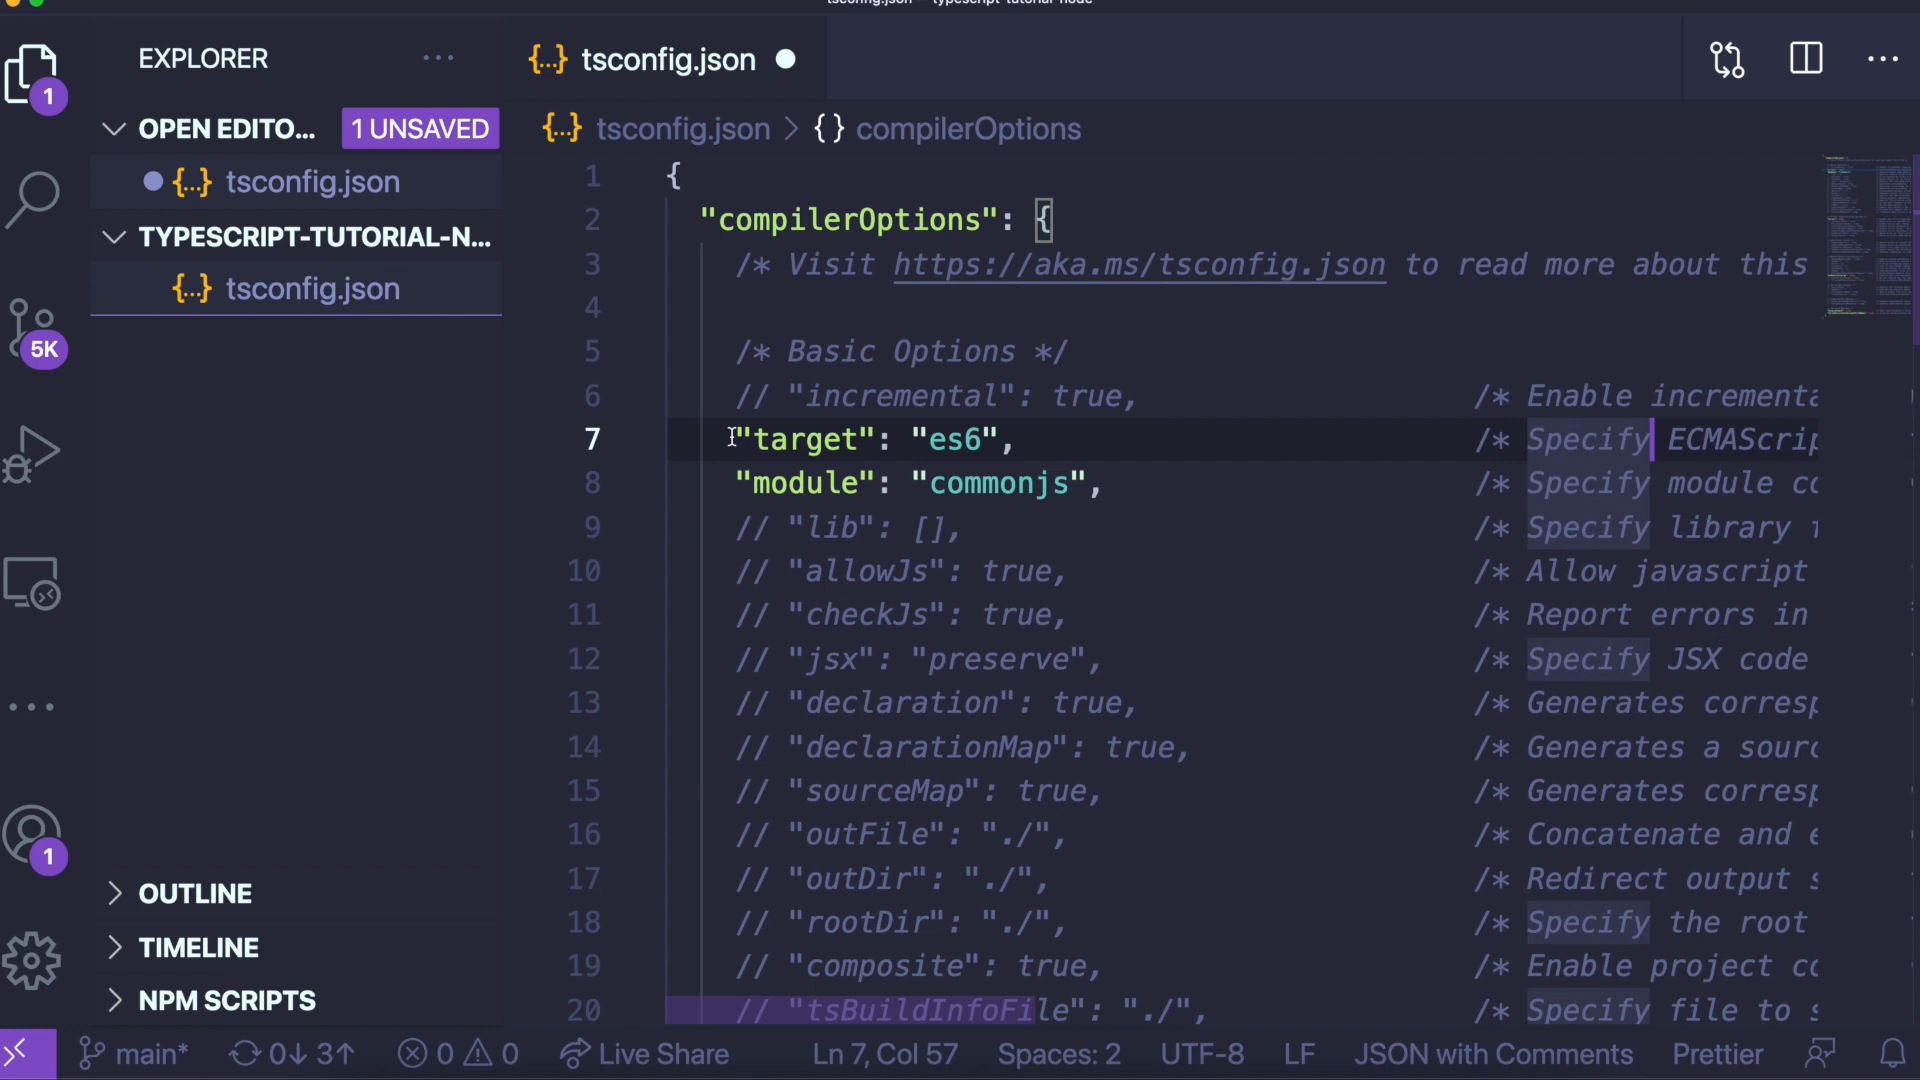 tsconfig.json — typescript-tutorial-node
EXPLORER
{...} tsconfig.json
1
OPEN EDITO... 1 UNSAVED
{...} tsconfig.json > {} compilerOptions
{...} tsconfig.json
TYPESCRIPT-TUTORIAL-N...
{...} tsconfig.json
5K
1
OUTLINE
TIMELINE
NPM SCRIPTS
1 {
2 "compilerOptions": {
3 /* Visit https://aka.ms/tsconfig.json to read more about this
4
5 /* Basic Options */
6 // "incremental": true, /* Enable incrementa
7 "target": "es6", /* Specify ECMAScrip
8 "module": "commonjs", /* Specify module co
9 // "lib": [], /* Specify library f
10 // "allowJs": true, /* Allow javascript
11 // "checkJs": true, /* Report errors in
12 // "jsx": "preserve", /* Specify JSX code
13 // "declaration": true, /* Generates corresp
14 // "declarationMap": true, /* Generates a sourc
15 // "sourceMap": true, /* Generates corresp
16 // "outFile": "./", /* Concatenate and e
17 // "outDir": "./", /* Redirect output s
18 // "rootDir": "./", /* Specify the root
19 // "composite": true, /* Enable project co
20 // "tsBuildInfoFile": "./", /* Specify file to s
main* 0↓ 3↑ 0 0 Live Share Ln 7, Col 57 Spaces: 2 UTF-8 LF JSON with Comments Prettier